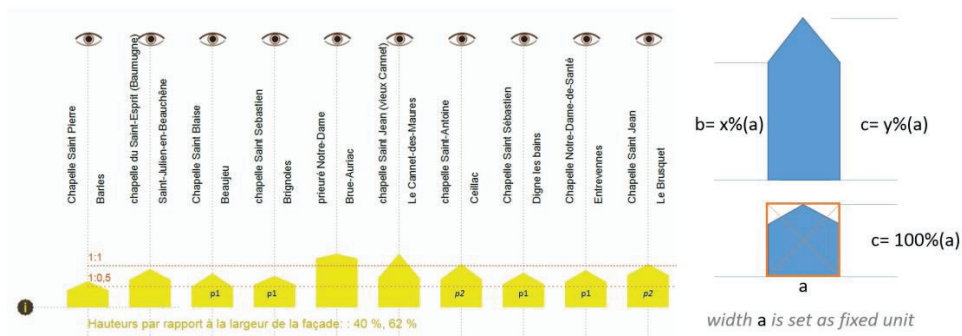 Chapelle Saint Pierre
Barles
chapelle du Saint-Esprit (Baumugne)
Saint-Julien-en-Beauchêne
Chapelle Saint Blaise
Beaujeu
chapelle Saint Sebastien
Brignoles
prieuré Notre-Dame
Brue-Auriac
chapelle Saint Jean (vieux Cannet)
Le Cannet-des-Maures
chapelle Saint-Antoine
Ceillac
chapelle Saint Sébastien
Digne les bains
Chapelle Notre-Dame-de-Santé
Entrevennes
Chapelle Saint Jean
Le Brusquet
1:1
1:0,5
p1
p1
p2
p1
p1
p2
i
Hauteurs par rapport à la largeur de la façade: : 40 %, 62 %
b= x%(a)
c= y%(a)
c= 100%(a)
a
width a is set as fixed unit